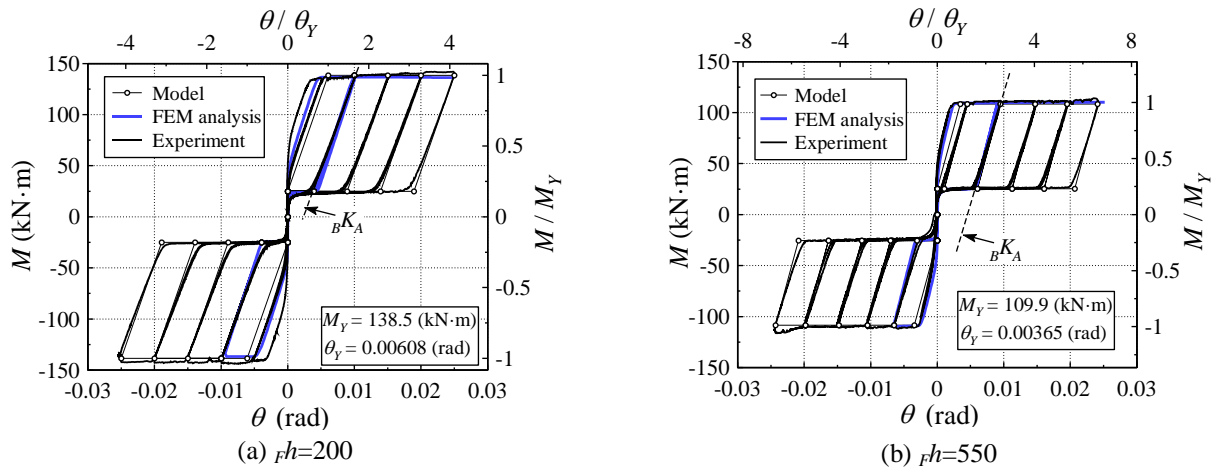 θ / θY
-4 -2 0 2 4
150
100
50
25
0
-25
-50
-100
-150
M (kN·m)
Model
FEM analysis
Experiment
BKA
MY = 138.5 (kN·m)
θY = 0.00608 (rad)
1
0.5
0
-0.5
-1
M / MY
-0.03 -0.02 -0.01 0 0.01 0.02 0.03
θ (rad)
(a) Fh=200
θ / θY
-8 -4 0 4 8
150
100
50
25
0
-25
-50
-100
-150
M (kN·m)
Model
FEM analysis
Experiment
BKA
MY = 109.9 (kN·m)
θY = 0.00365 (rad)
1
0.5
0
-0.5
-1
M / MY
-0.03 -0.02 -0.01 0 0.01 0.02 0.03
θ (rad)
(b) Fh=550